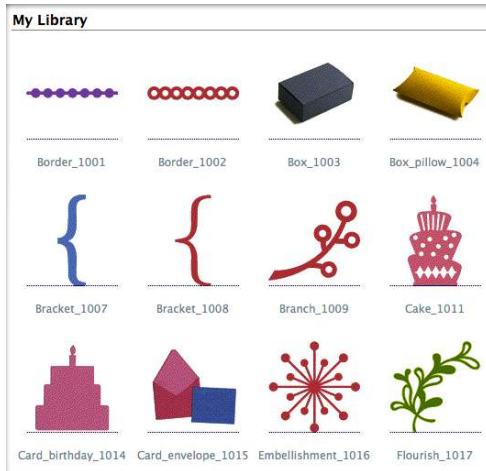 My Library
Border_1001 Border_1002 Box_1003 Box_pillow_1004
Bracket_1007 Bracket_1008 Branch_1009 Cake_1011
Card_birthday_1014 Card_envelope_1015 Embellishment_1016 Flourish_1017